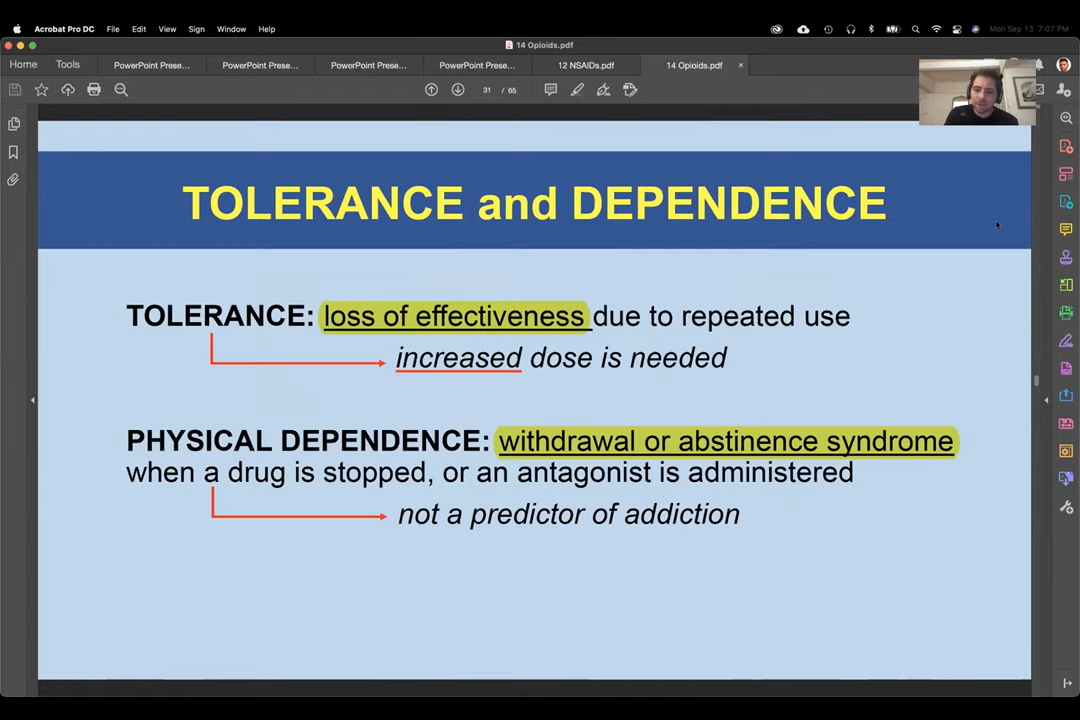 Acrobat Pro DC File Edit View Sign Window Help Mon Sep 13 7:07 PM
14 Opioids.pdf
Home Tools PowerPoint Prese... PowerPoint Prese... PowerPoint Prese... PowerPoint Prese... 12 NSAIDs.pdf 14 Opioids.pdf ×
31 / 65
TOLERANCE and DEPENDENCE
TOLERANCE: loss of effectiveness due to repeated use
increased dose is needed
PHYSICAL DEPENDENCE: withdrawal or abstinence syndrome
when a drug is stopped, or an antagonist is administered
not a predictor of addiction